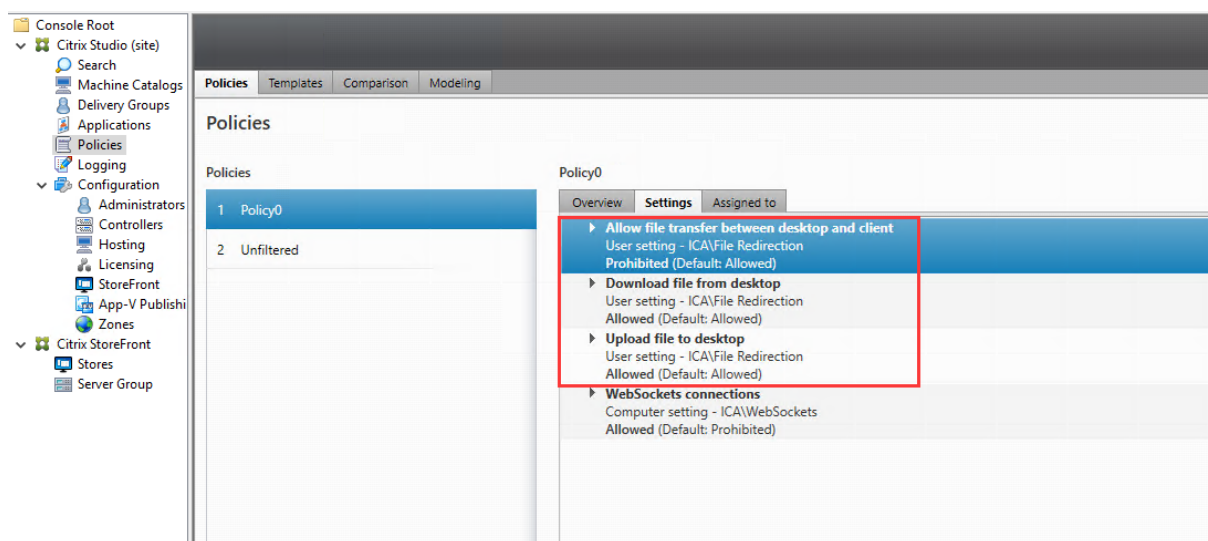 Console Root
Citrix Studio (site)
Search
Machine Catalogs
Delivery Groups
Applications
Policies
Logging
Configuration
Administrators
Controllers
Hosting
Licensing
StoreFront
App-V Publishi
Zones
Citrix StoreFront
Stores
Server Group
Policies Templates Comparison Modeling
Policies
Policies
1 Policy0
2 Unfiltered
Policy0
Overview Settings Assigned to
Allow file transfer between desktop and client
User setting - ICA\File Redirection
Prohibited (Default: Allowed)
Download file from desktop
User setting - ICA\File Redirection
Allowed (Default: Allowed)
Upload file to desktop
User setting - ICA\File Redirection
Allowed (Default: Allowed)
WebSockets connections
Computer setting - ICA\WebSockets
Allowed (Default: Prohibited)